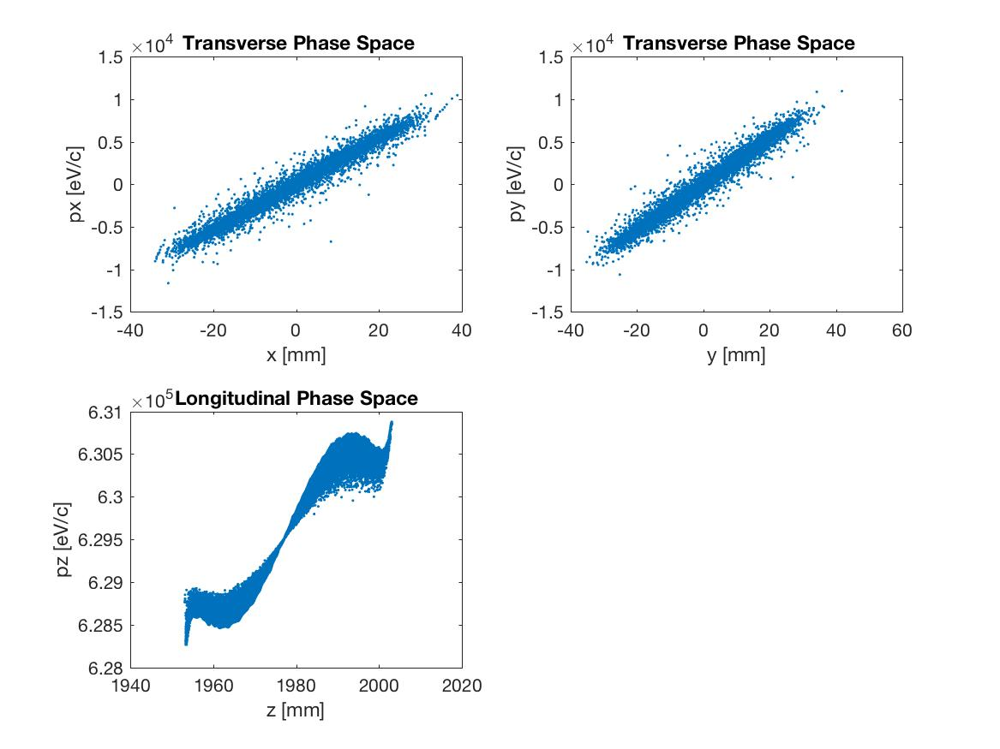 ×10⁴ Transverse Phase Space
1.5
1
0.5
0
-0.5
-1
-1.5
px [eV/c]
-40 -20 0 20 40
x [mm]
×10⁴ Transverse Phase Space
1.5
1
0.5
0
-0.5
-1
-1.5
py [eV/c]
-40 -20 0 20 40 60
y [mm]
×10⁵ Longitudinal Phase Space
6.31
6.305
6.3
6.295
6.29
6.285
6.28
pz [eV/c]
1940 1960 1980 2000 2020
z [mm]